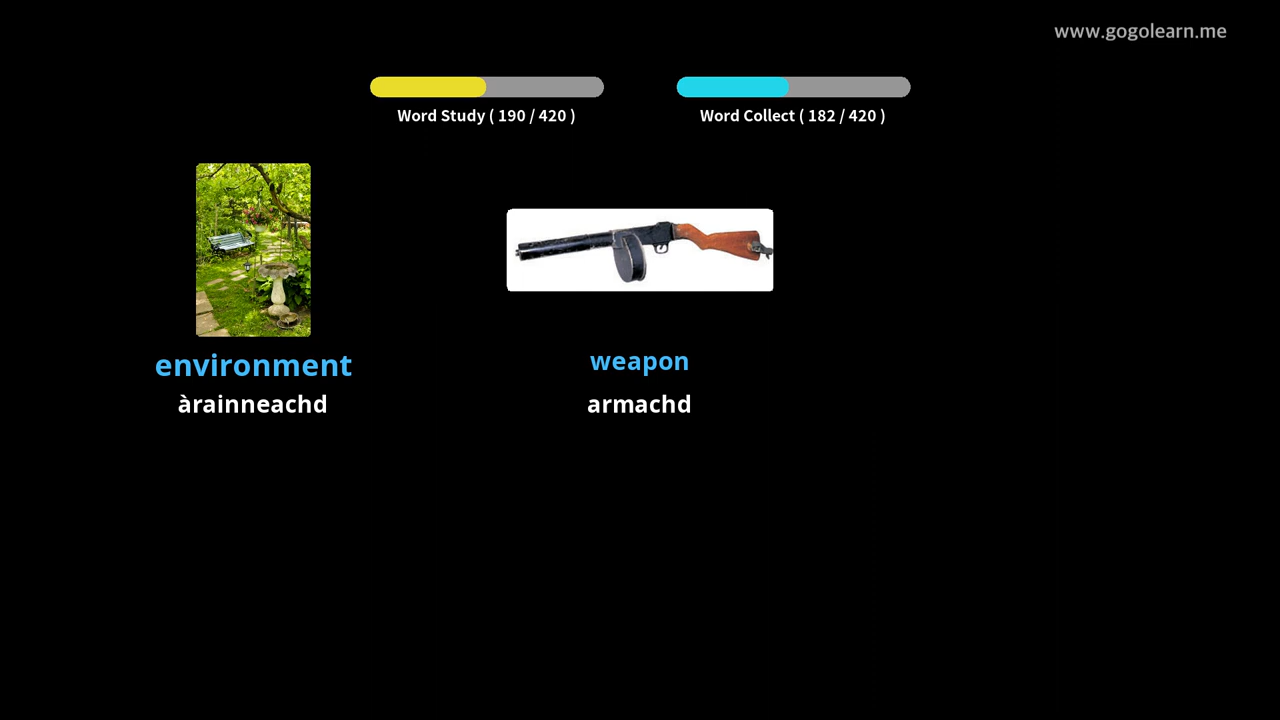 www.gogolearn.me
Word Study ( 190 / 420 )
Word Collect ( 182 / 420 )
environment
àrainneachd
weapon
armachd